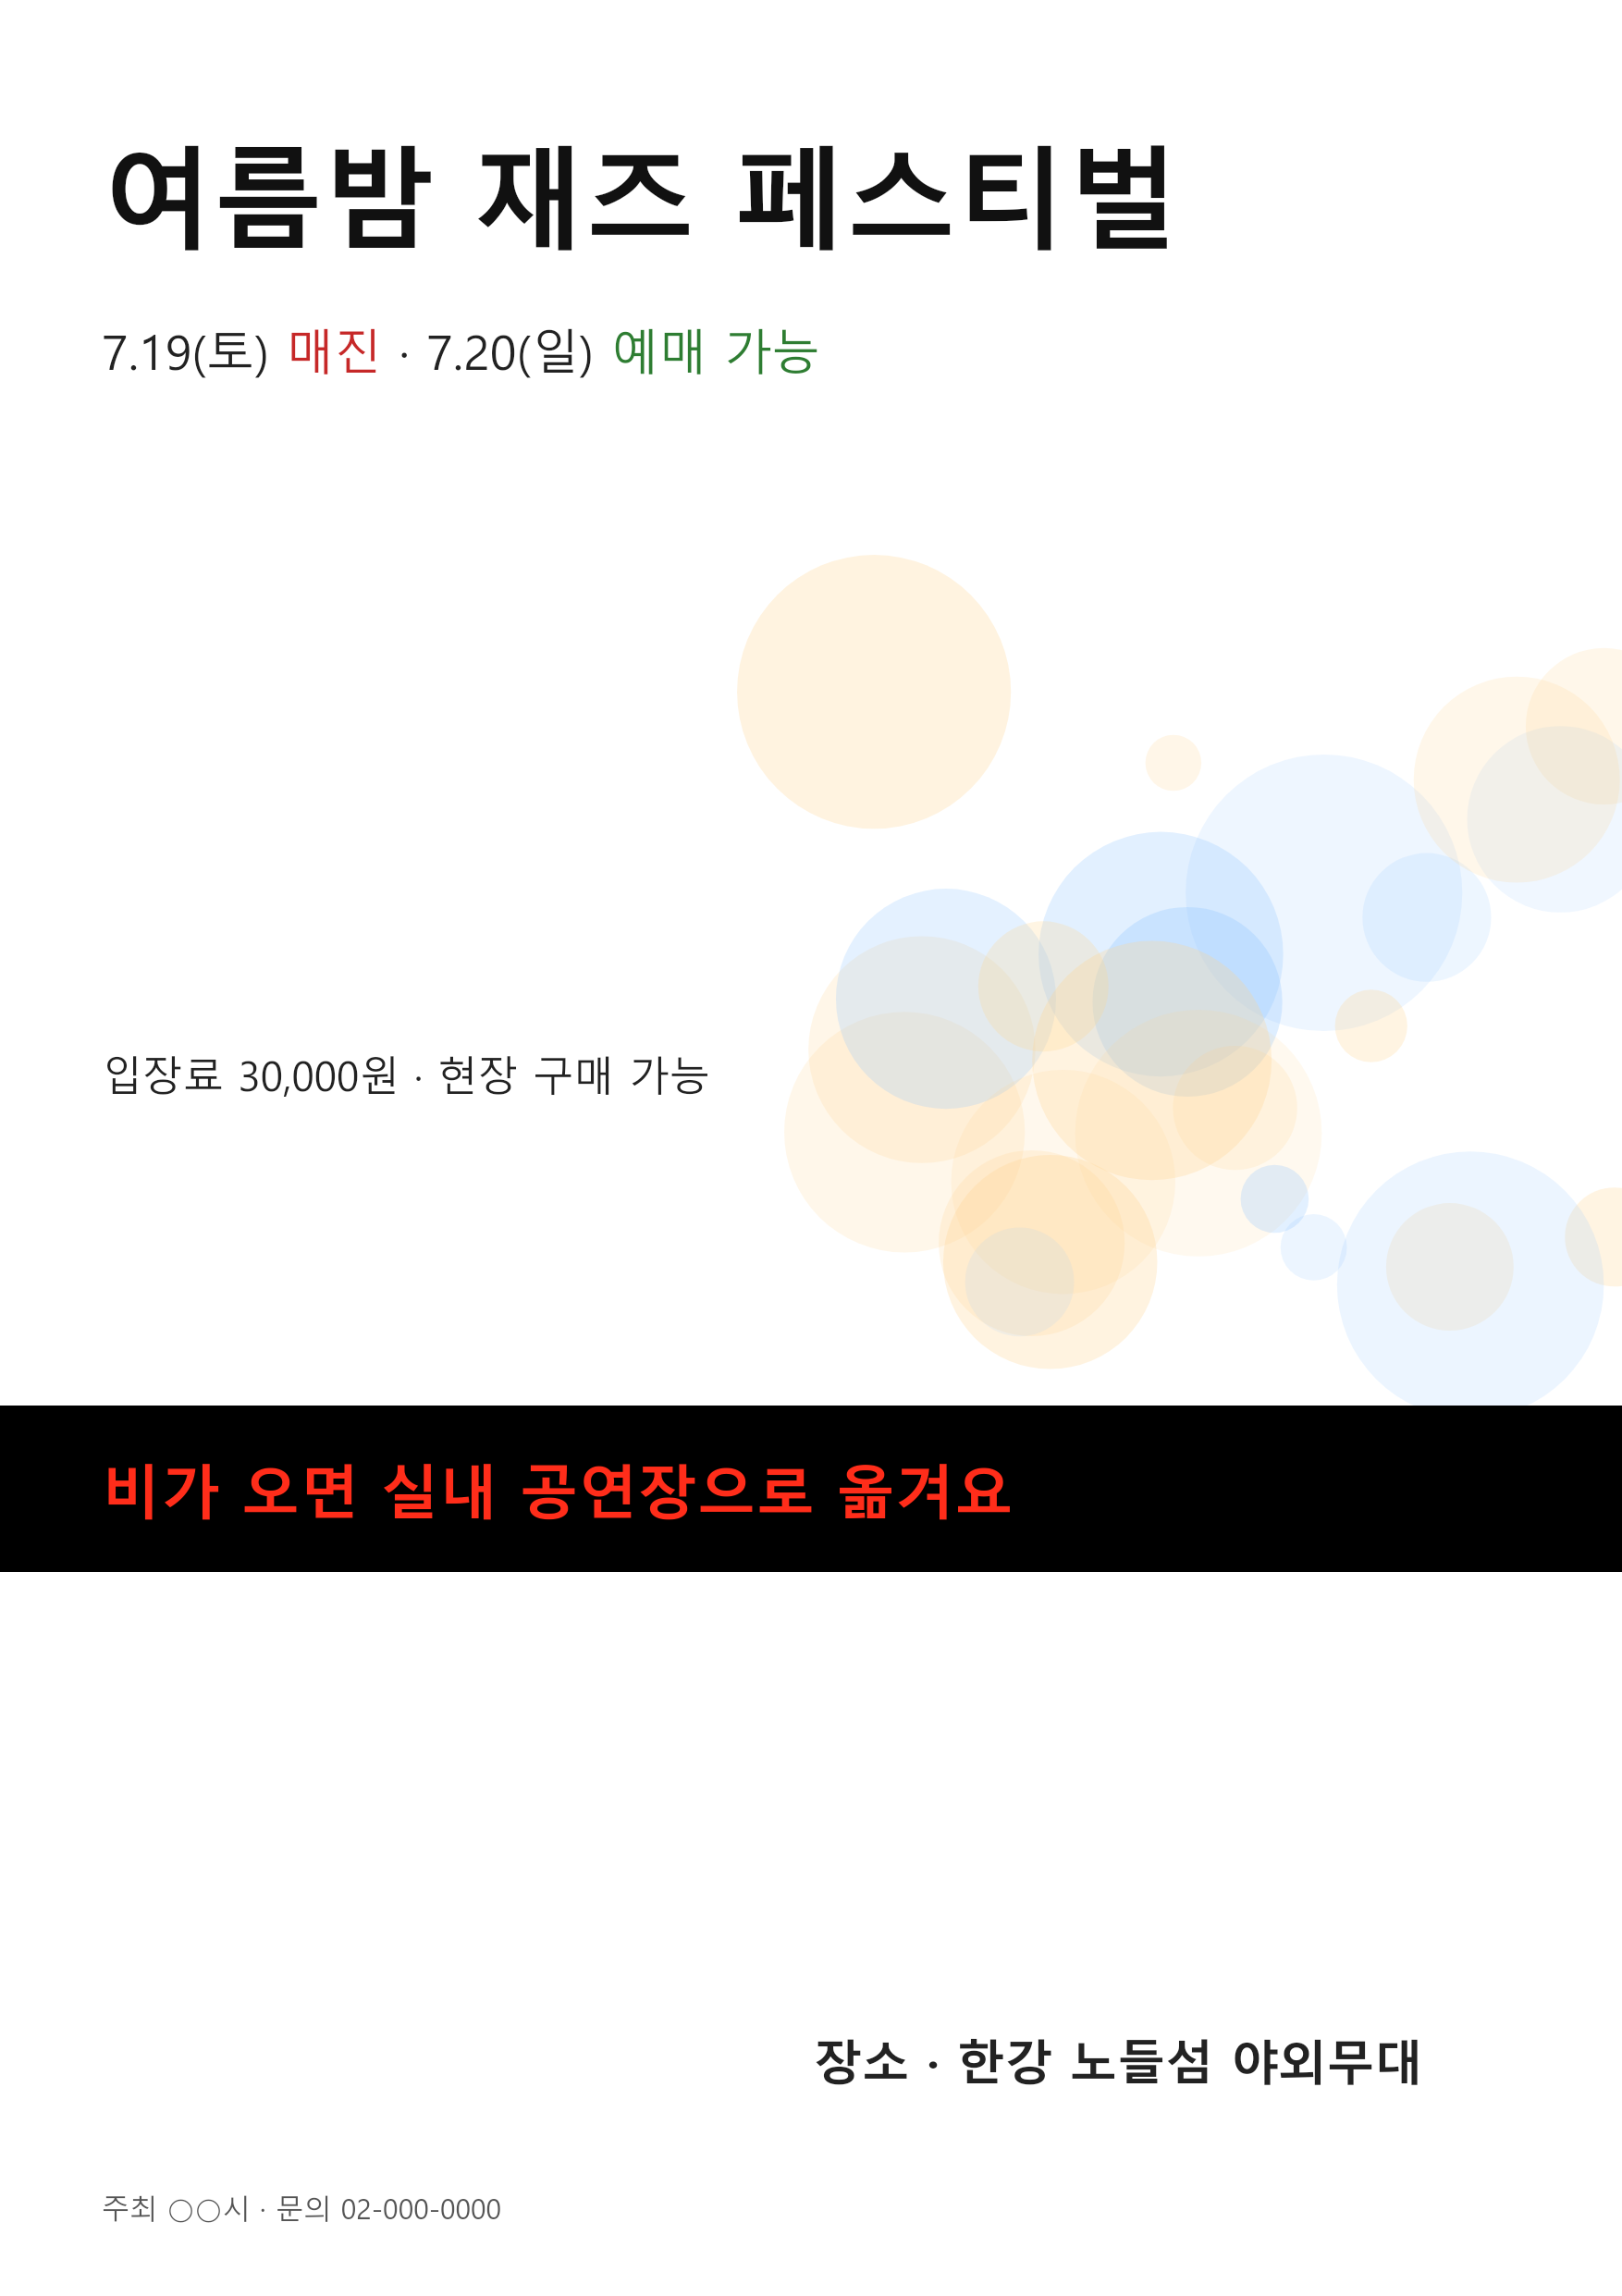 여름밤 재즈 페스티벌
7.19(토) 매진 · 7.20(일) 예매 가능
입장료 30,000원 · 현장 구매 가능
비가 오면 실내 공연장으로 옮겨요
장소 · 한강 노들섬 야외무대
주최 ○○시 · 문의 02-000-0000